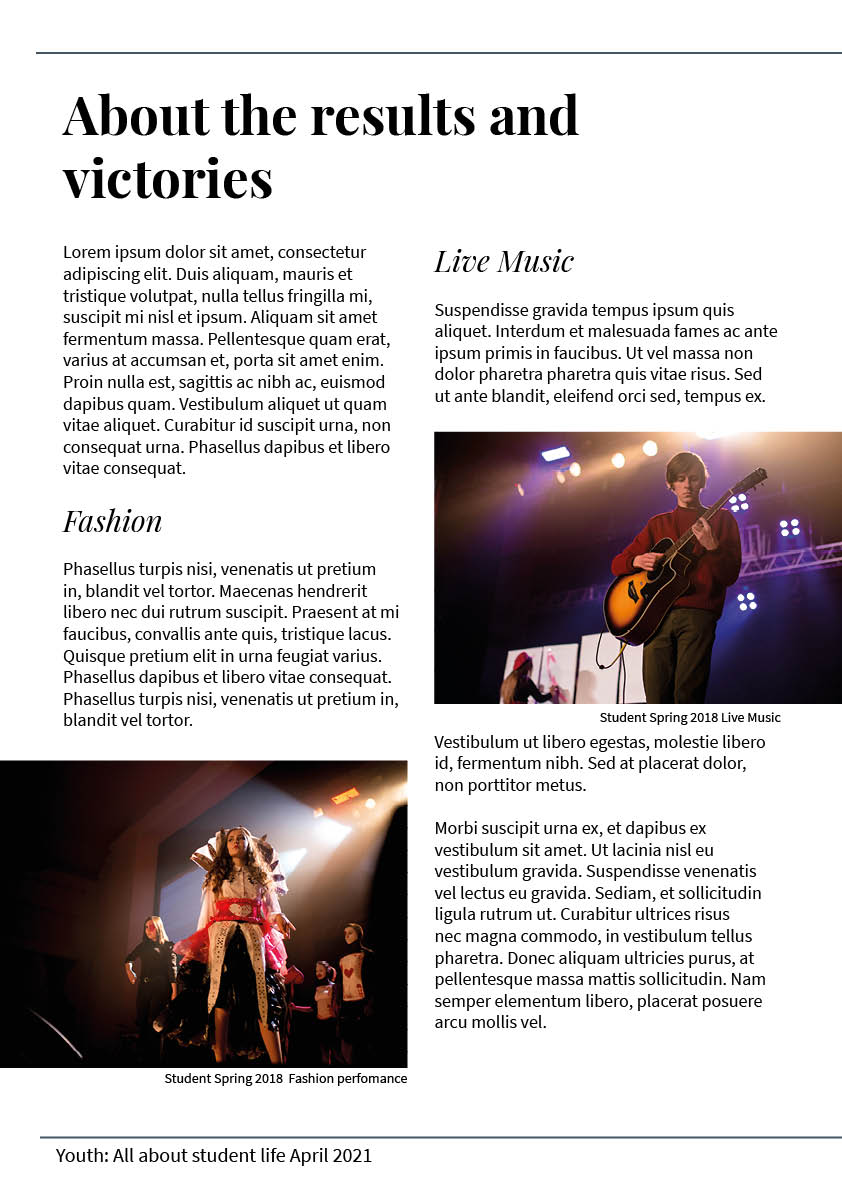 About the results and
victories
Lorem ipsum dolor sit amet, consectetur
adipiscing elit. Duis aliquam, mauris et
tristique volutpat, nulla tellus fringilla mi,
suscipit mi nisl et ipsum. Aliquam sit amet
fermentum massa. Pellentesque quam erat,
varius at accumsan et, porta sit amet enim.
Proin nulla est, sagittis ac nibh ac, euismod
dapibus quam. Vestibulum aliquet ut quam
vitae aliquet. Curabitur id suscipit urna, non
consequat urna. Phasellus dapibus et libero
vitae consequat.
Fashion
Phasellus turpis nisi, venenatis ut pretium
in, blandit vel tortor. Maecenas hendrerit
libero nec dui rutrum suscipit. Praesent at mi
faucibus, convallis ante quis, tristique lacus.
Quisque pretium elit in urna feugiat varius.
Phasellus dapibus et libero vitae consequat.
Phasellus turpis nisi, venenatis ut pretium in,
blandit vel tortor.
Student Spring 2018  Fashion perfomance
Live Music
Suspendisse gravida tempus ipsum quis
aliquet. Interdum et malesuada fames ac ante
ipsum primis in faucibus. Ut vel massa non
dolor pharetra pharetra quis vitae risus. Sed
ut ante blandit, eleifend orci sed, tempus ex.
Student Spring 2018 Live Music
Vestibulum ut libero egestas, molestie libero
id, fermentum nibh. Sed at placerat dolor,
non porttitor metus.
Morbi suscipit urna ex, et dapibus ex
vestibulum sit amet. Ut lacinia nisl eu
vestibulum gravida. Suspendisse venenatis
vel lectus eu gravida. Sediam, et sollicitudin
ligula rutrum ut. Curabitur ultrices risus
nec magna commodo, in vestibulum tellus
pharetra. Donec aliquam ultricies purus, at
pellentesque massa mattis sollicitudin. Nam
semper elementum libero, placerat posuere
arcu mollis vel.
Youth: All about student life April 2021